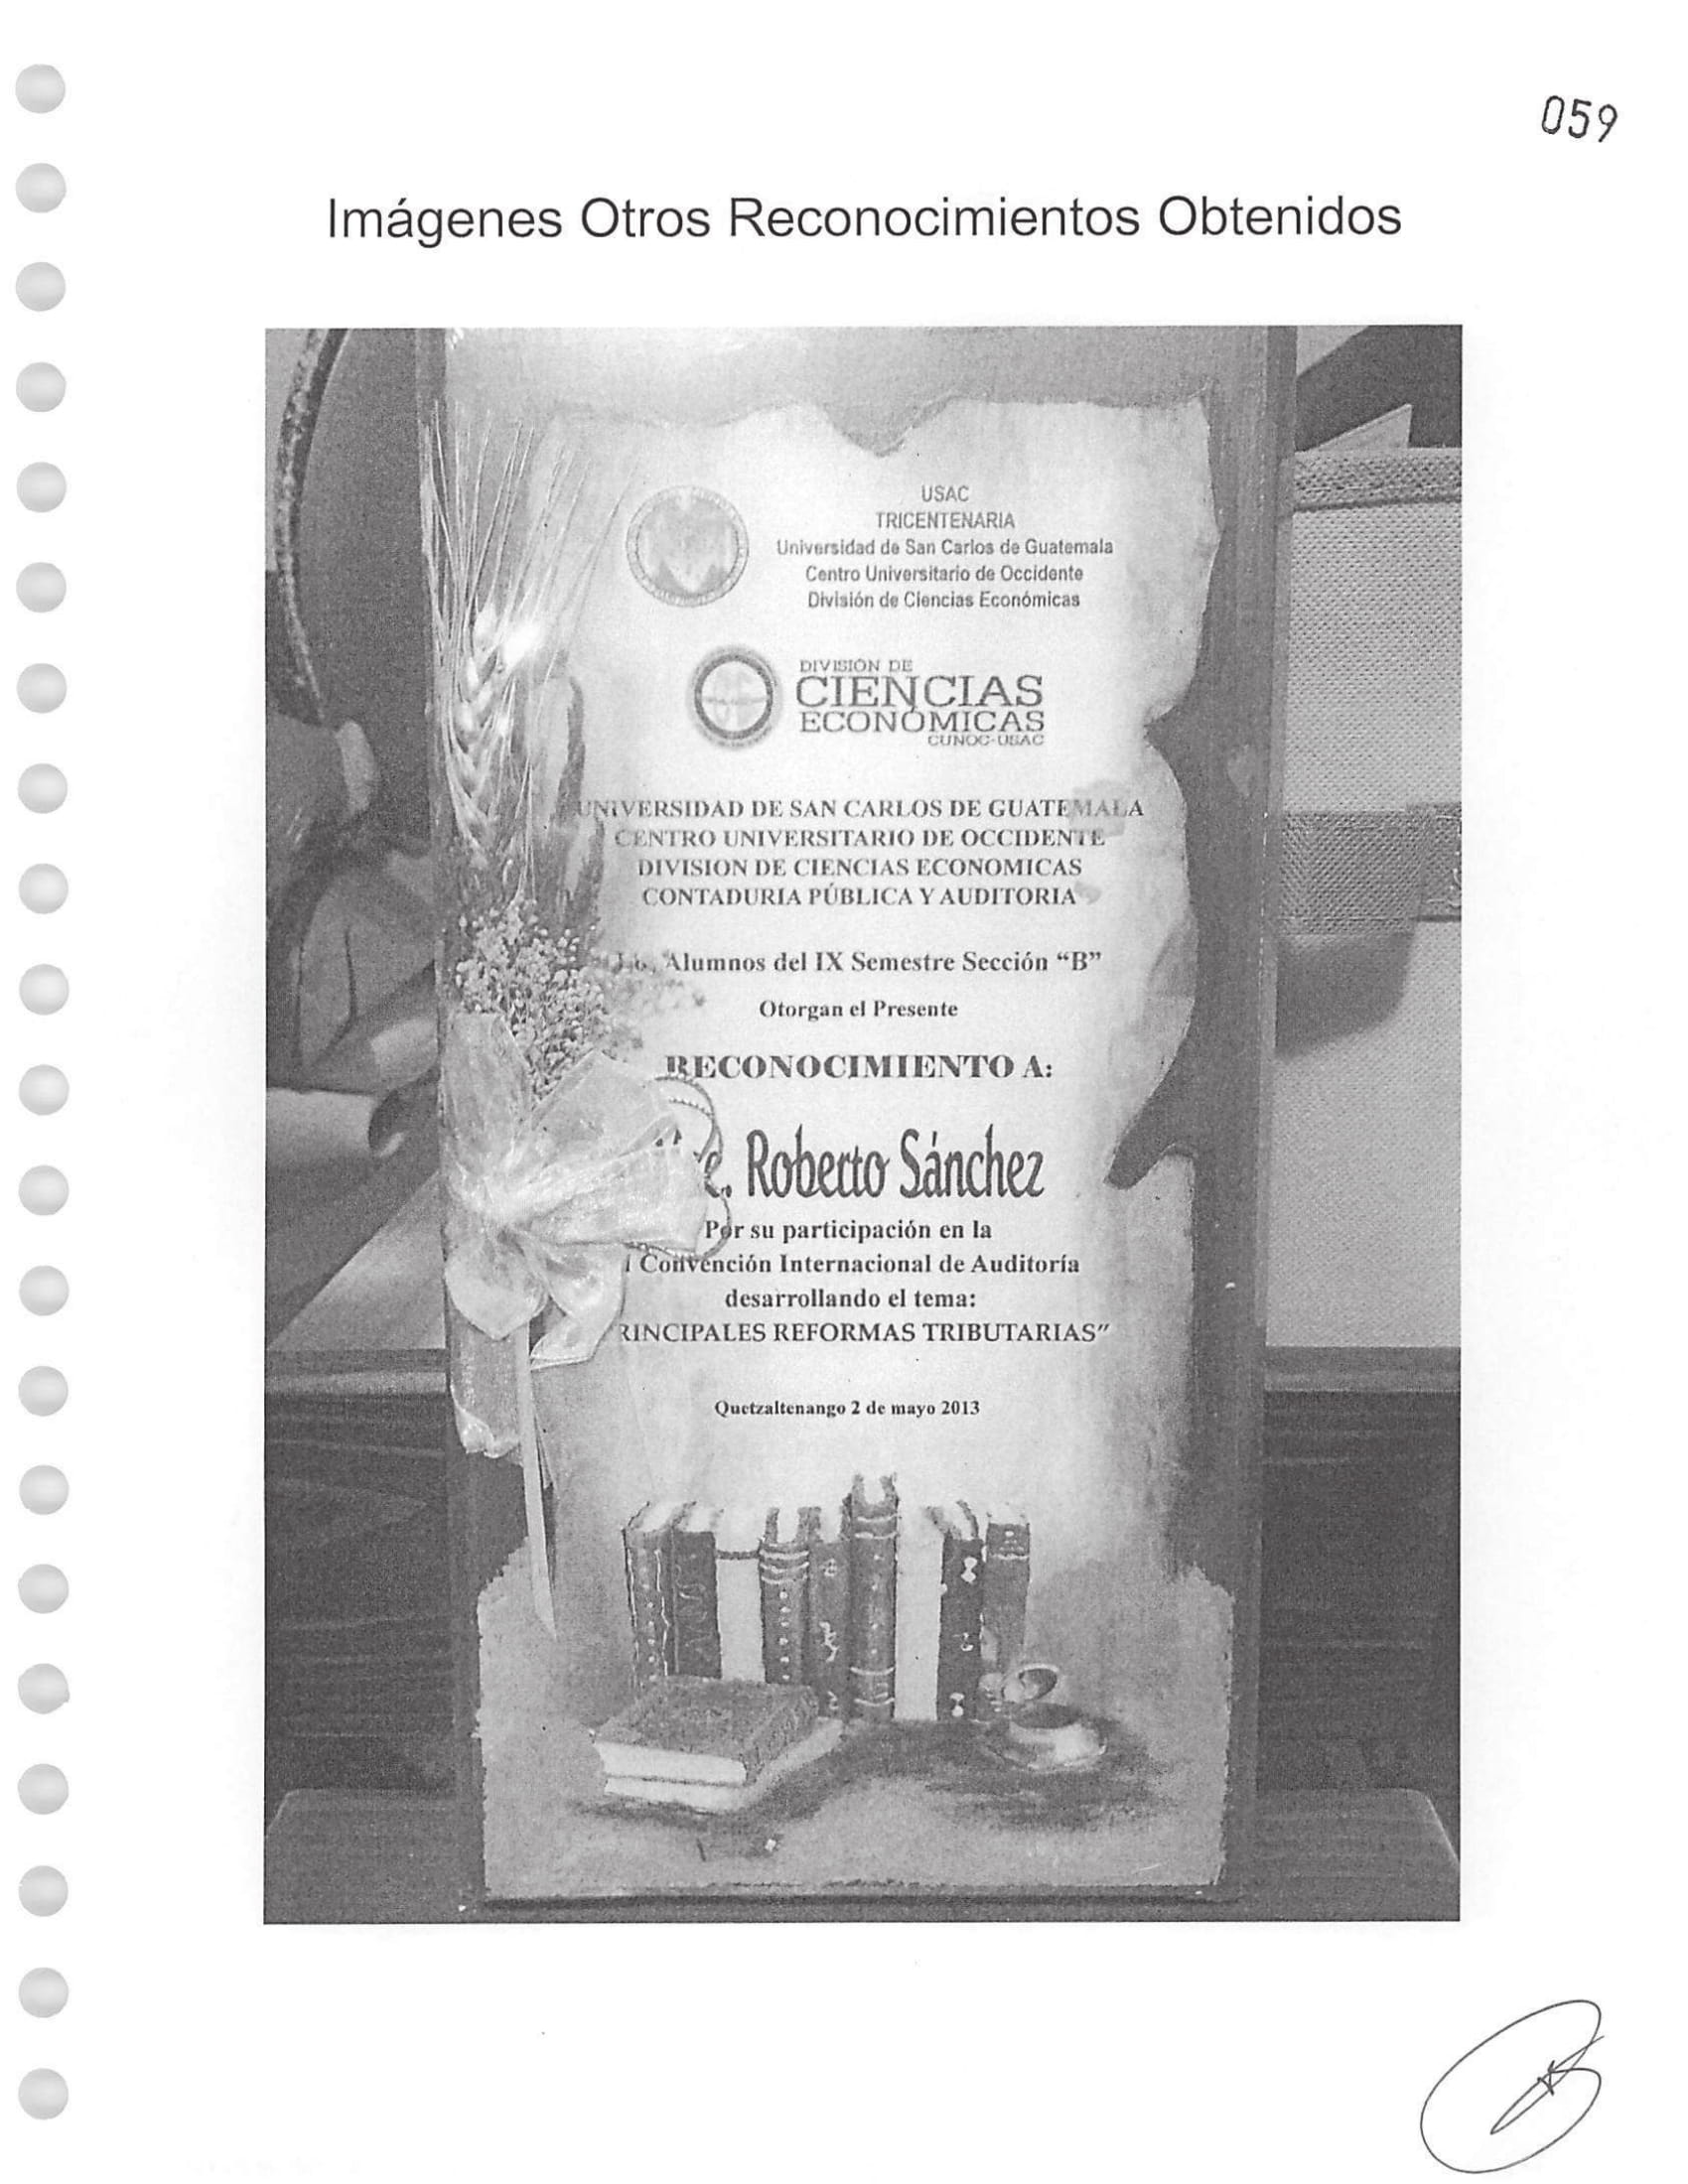 059
Imágenes Otros Reconocimientos Obtenidos
USAC
TRICENTENARIA
Universidad de San Carlos de Guatemala
Centro Universitario de Occidente
División de Ciencias Económicas
DIVISIÓN DE
CIENCIAS
ECONÓMICAS
CUNOC-USAC
UNIVERSIDAD DE SAN CARLOS DE GUATEMALA
CENTRO UNIVERSITARIO DE OCCIDENTE
DIVISION DE CIENCIAS ECONOMICAS
CONTADURIA PÚBLICA Y AUDITORIA
Alumnos del IX Semestre Sección “B”
Otorgan el Presente
RECONOCIMIENTO A:
Roberto Sánchez
Por su participación en la
Convención Internacional de Auditoría
desarrollando el tema:
RINCIPALES REFORMAS TRIBUTARIAS”
Quetzaltenango 2 de mayo 2013